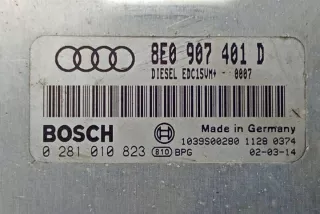 8E0 907 401 D
DIESEL EDC15VM+ - 0007
BOSCH
Made in Germany
1039S00280 1128 0374
0 281 010 823 810 BPG 02-03-14